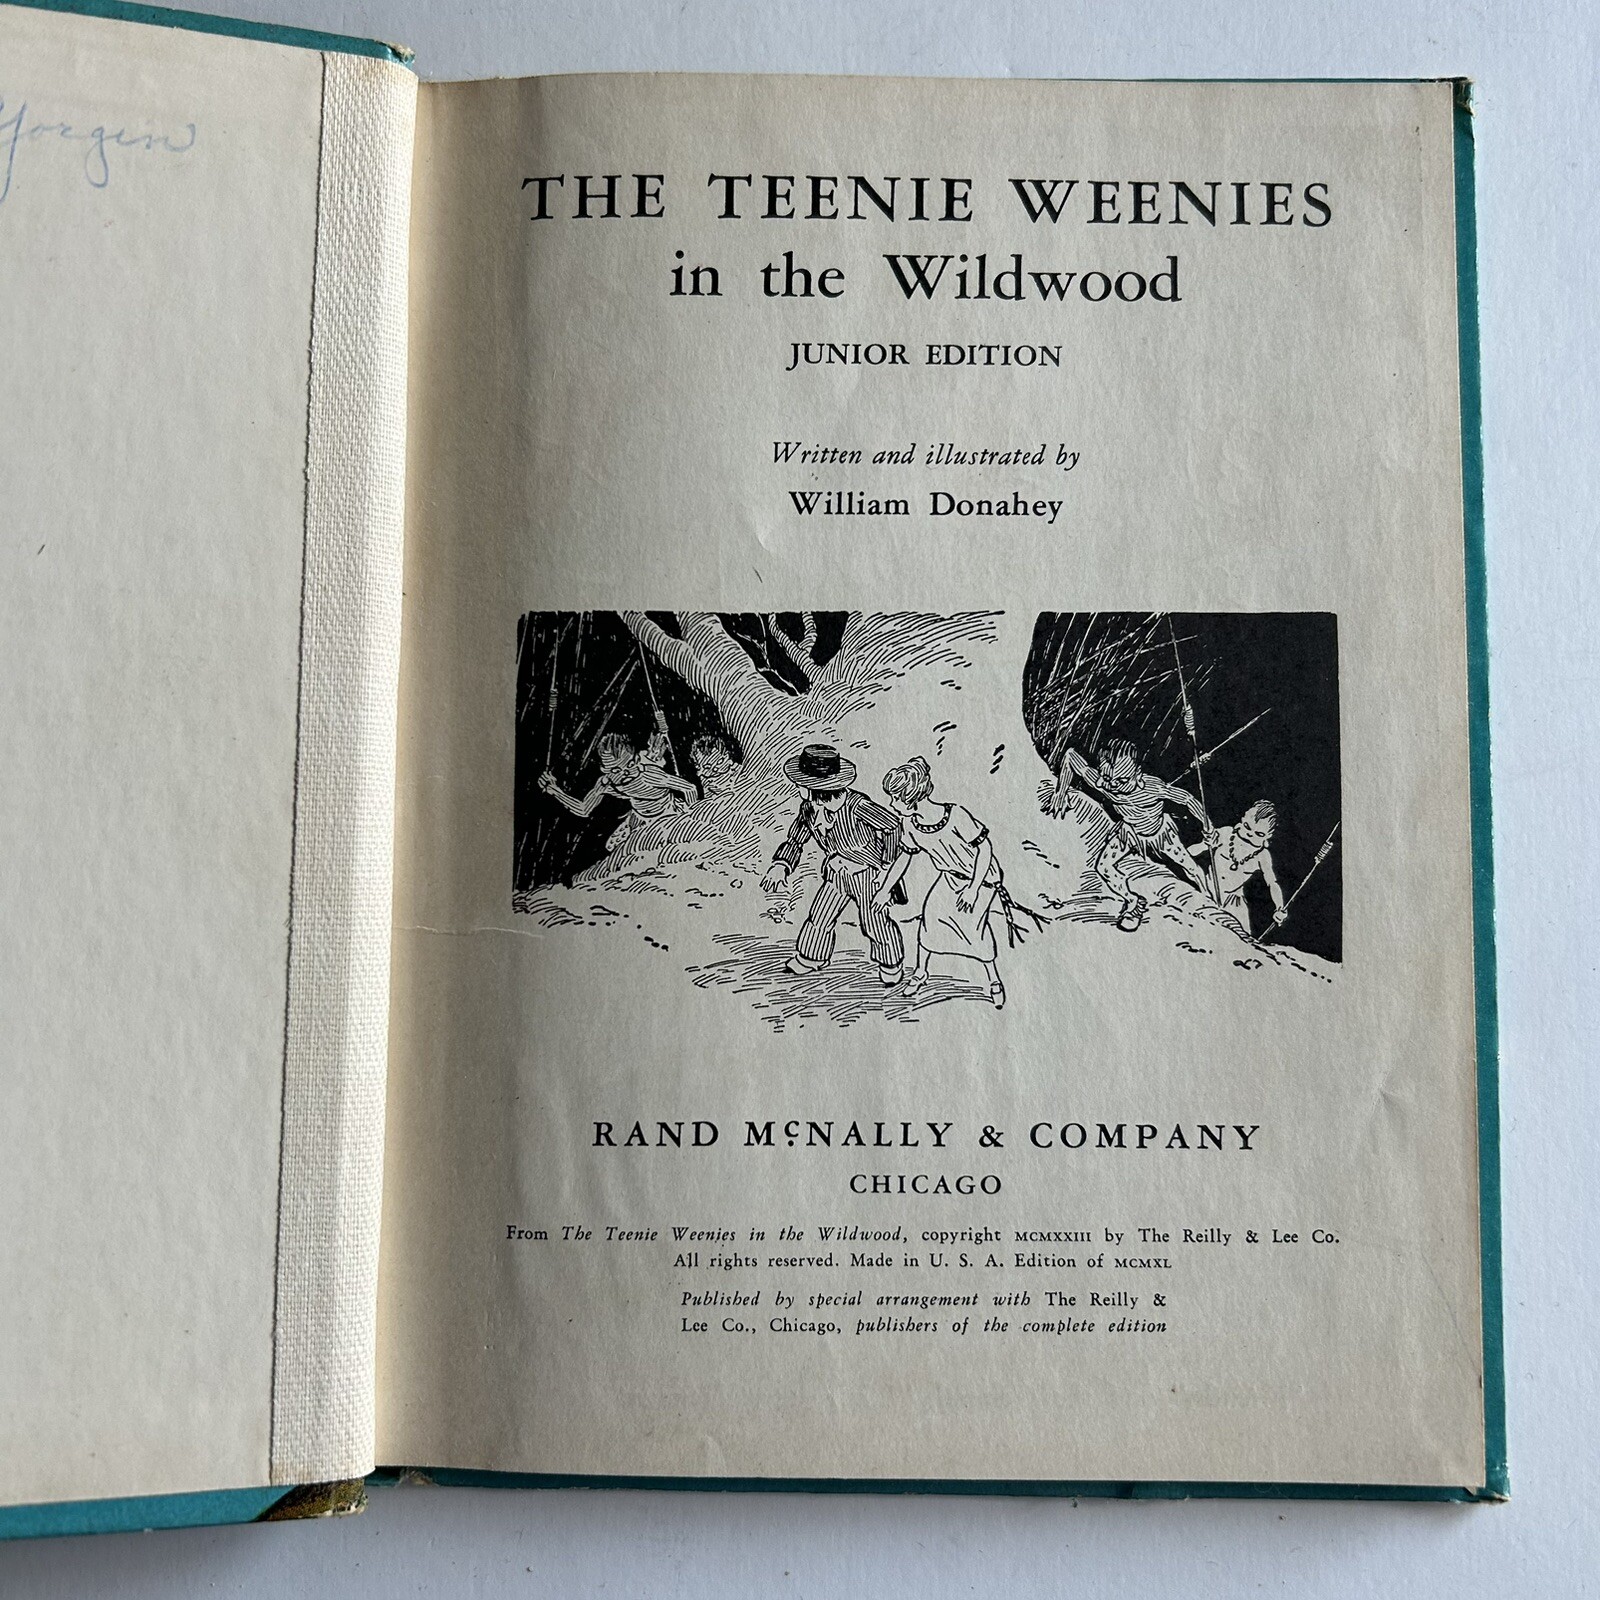 Yorgen
THE TEENIE WEENIES
in the Wildwood
JUNIOR EDITION
Written and illustrated by
William Donahey
RAND McNALLY & COMPANY
CHICAGO
From The Teenie Weenies in the Wildwood, copyright MCMXXIII by The Reilly & Lee Co.
All rights reserved. Made in U. S. A. Edition of MCMXL
Published by special arrangement with The Reilly &
Lee Co., Chicago, publishers of the complete edition